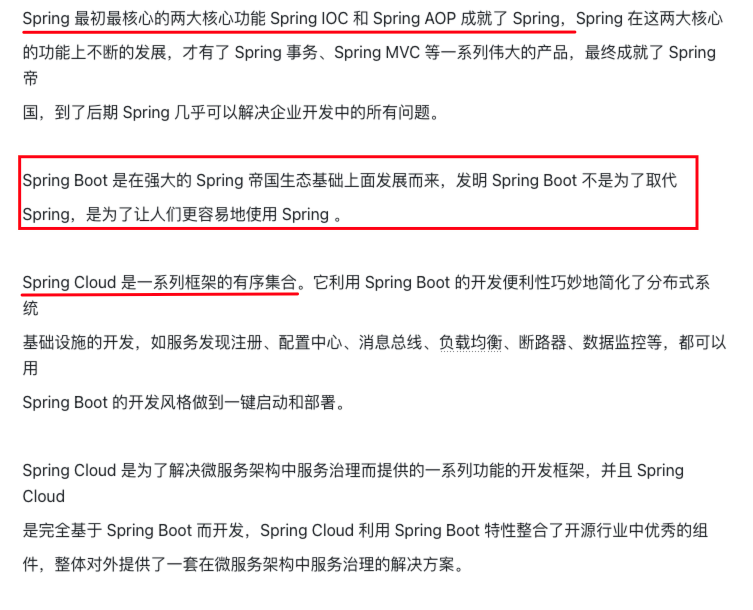 Spring 最初最核心的两大核心功能 Spring IOC 和 Spring AOP 成就了 Spring，Spring 在这两大核心
的功能上不断的发展，才有了 Spring 事务、Spring MVC 等一系列伟大的产品，最终成就了 Spring
帝
国，到了后期 Spring 几乎可以解决企业开发中的所有问题。
Spring Boot 是在强大的 Spring 帝国生态基础上面发展而来，发明 Spring Boot 不是为了取代
Spring，是为了让人们更容易地使用 Spring 。
Spring Cloud 是一系列框架的有序集合。它利用 Spring Boot 的开发便利性巧妙地简化了分布式系
统
基础设施的开发，如服务发现注册、配置中心、消息总线、负载均衡、断路器、数据监控等，都可以
用
Spring Boot 的开发风格做到一键启动和部署。
Spring Cloud 是为了解决微服务架构中服务治理而提供的一系列功能的开发框架，并且 Spring
Cloud
是完全基于 Spring Boot 而开发，Spring Cloud 利用 Spring Boot 特性整合了开源行业中优秀的组
件，整体对外提供了一套在微服务架构中服务治理的解决方案。